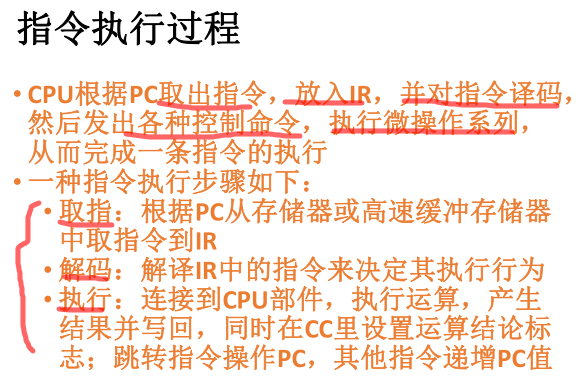 指令执行过程
• CPU根据PC取出指令，放入IR，并对指令译码，
然后发出各种控制命令，执行微操作系列，
从而完成一条指令的执行
• 一种指令执行步骤如下：
• 取指：根据PC从存储器或高速缓冲存储器
中取指令到IR
• 解码：解译IR中的指令来决定其执行行为
• 执行：连接到CPU部件，执行运算，产生
结果并写回，同时在CC里设置运算结论标
志；跳转指令操作PC，其他指令递增PC值